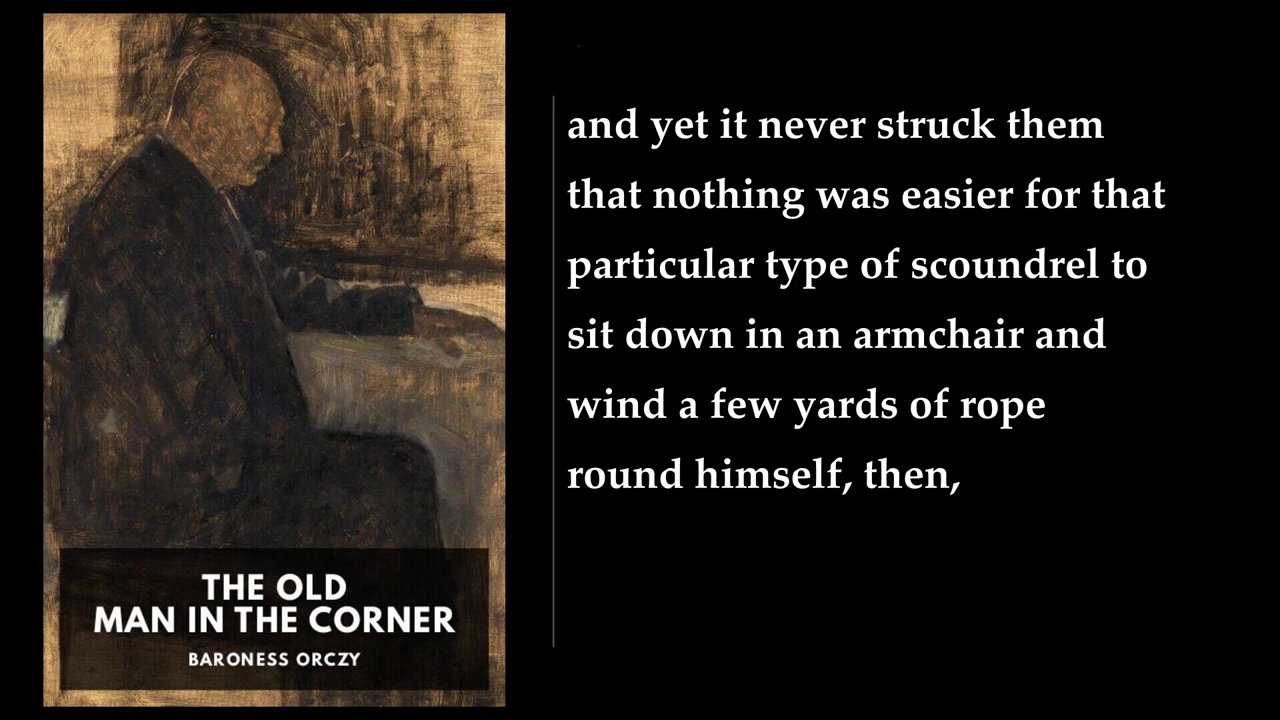 and yet it never struck them
that nothing was easier for that
particular type of scoundrel to
sit down in an armchair and
wind a few yards of rope
round himself, then,
THE OLD
MAN IN THE CORNER
BARONESS ORCZY